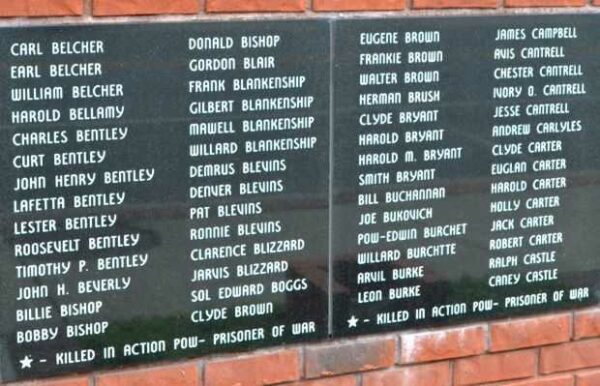 CARL BELCHER
EARL BELCHER
WILLIAM BELCHER
HAROLD BELLAMY
CHARLES BENTLEY
CURT BENTLEY
JOHN HENRY BENTLEY
LAFETTA BENTLEY
LESTER BENTLEY
ROOSEVELT BENTLEY
TIMOTHY P. BENTLEY
JOHN H. BEVERLY
BILLIE BISHOP
BOBBY BISHOP
DONALD BISHOP
GORDON BLAIR
FRANK BLANKENSHIP
GILBERT BLANKENSHIP
MAWELL BLANKENSHIP
WILLARD BLANKENSHIP
DEMRUS BLEVINS
DENVER BLEVINS
PAT BLEVINS
RONNIE BLEVINS
CLARENCE BLIZZARD
JARVIS BLIZZARD
SOL EDWARD BOGGS
CLYDE BROWN
★ - KILLED IN ACTION POW- PRISONER OF WAR
EUGENE BROWN
FRANKIE BROWN
WALTER BROWN
HERMAN BRUSH
CLYDE BRYANT
HAROLD BRYANT
HAROLD M. BRYANT
SMITH BRYANT
BILL BUCHANNAN
JOE BUKOVICH
POW-EDWIN BURCHET
WILLARD BURCHTTE
ARVIL BURKE
LEON BURKE
JAMES CAMPBELL
AVIS CANTRELL
CHESTER CANTRELL
IVORY O. CANTRELL
JESSE CANTRELL
ANDREW CARLYLES
CLYDE CARTER
EUGLAN CARTER
HAROLD CARTER
HOLLY CARTER
JACK CARTER
ROBERT CARTER
RALPH CASTLE
CANEY CASTLE
★ - KILLED IN ACTION POW- PRISONER OF WAR